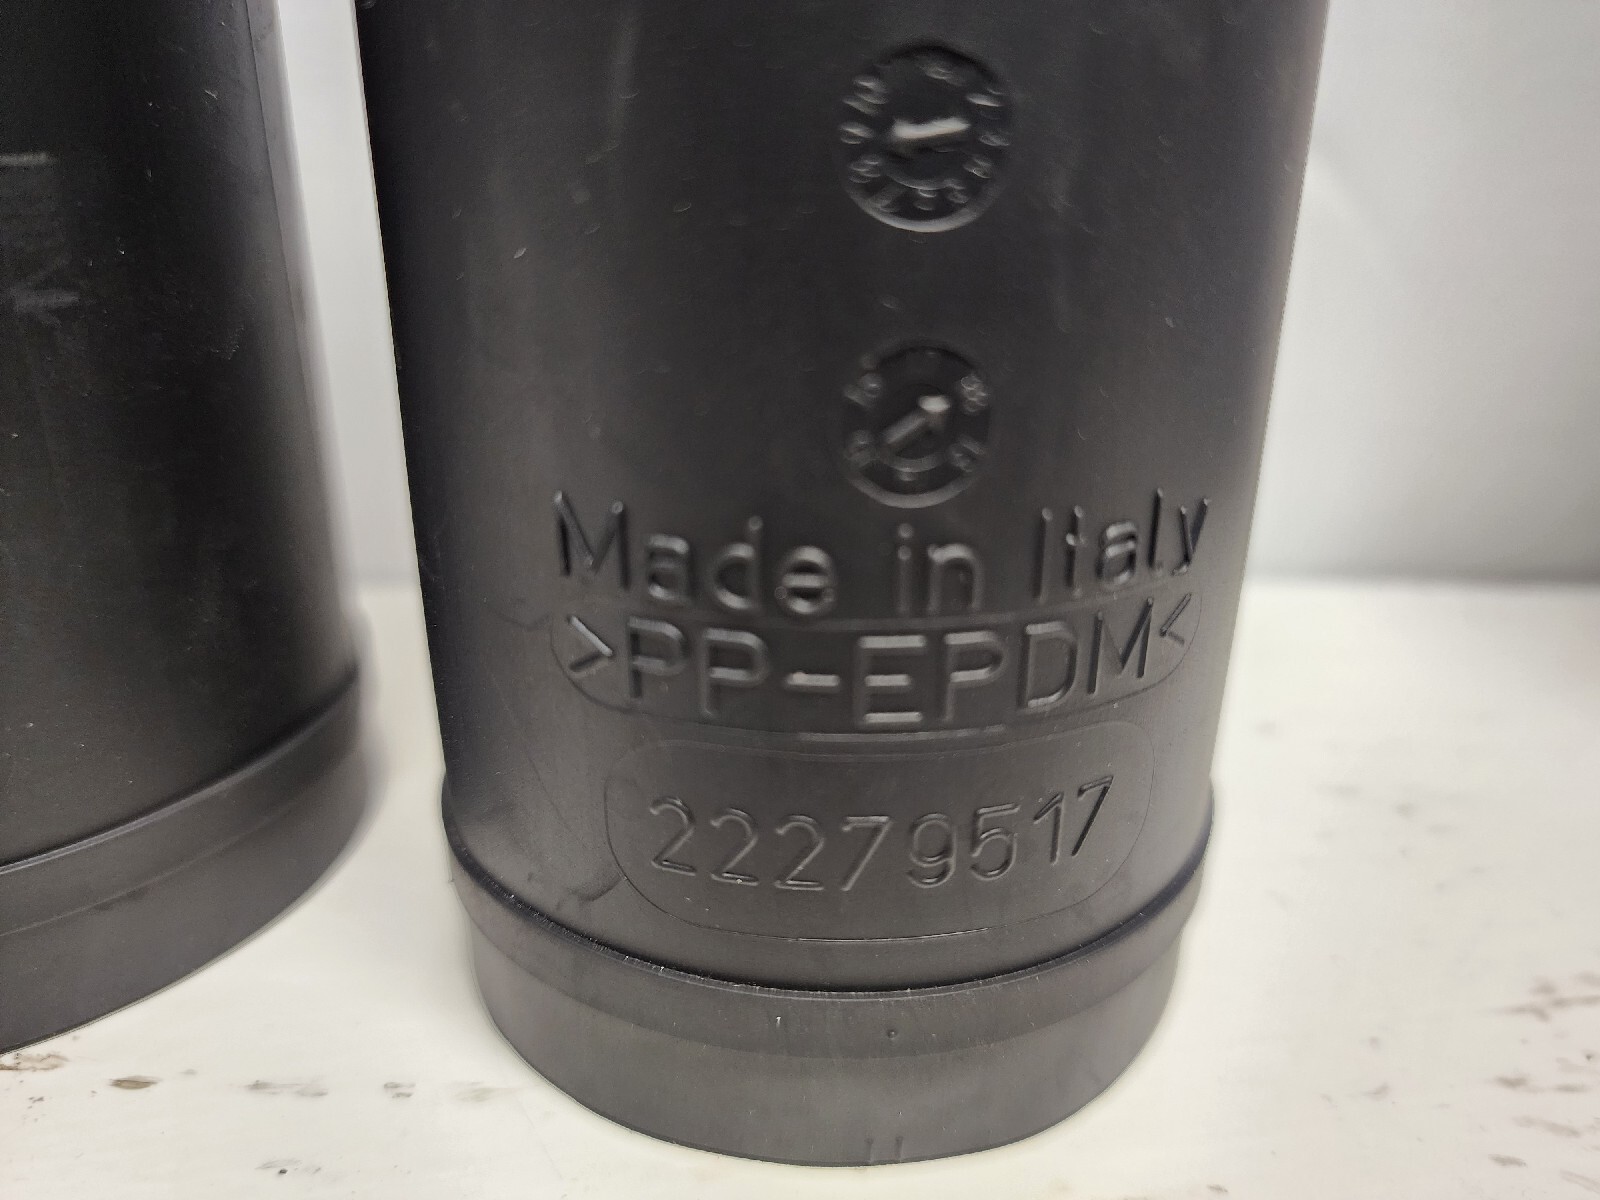 Made in Italy
>PP-EPDM<
22279517